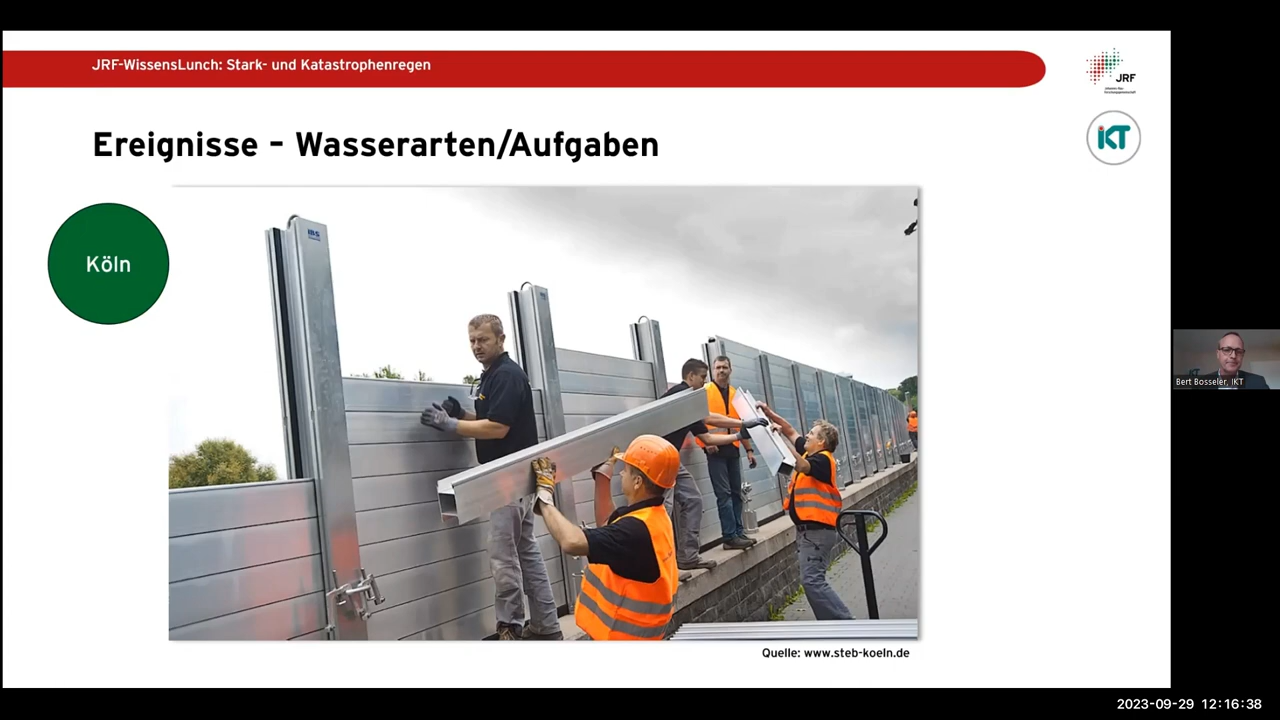 JRF-WissensLunch: Stark- und Katastrophenregen
JRF
Ereignisse – Wasserarten/Aufgaben
iKT
Köln
IBS
Bert Bosseler, IKT
Quelle: www.steb-koeln.de
2023-09-29 12:16:38